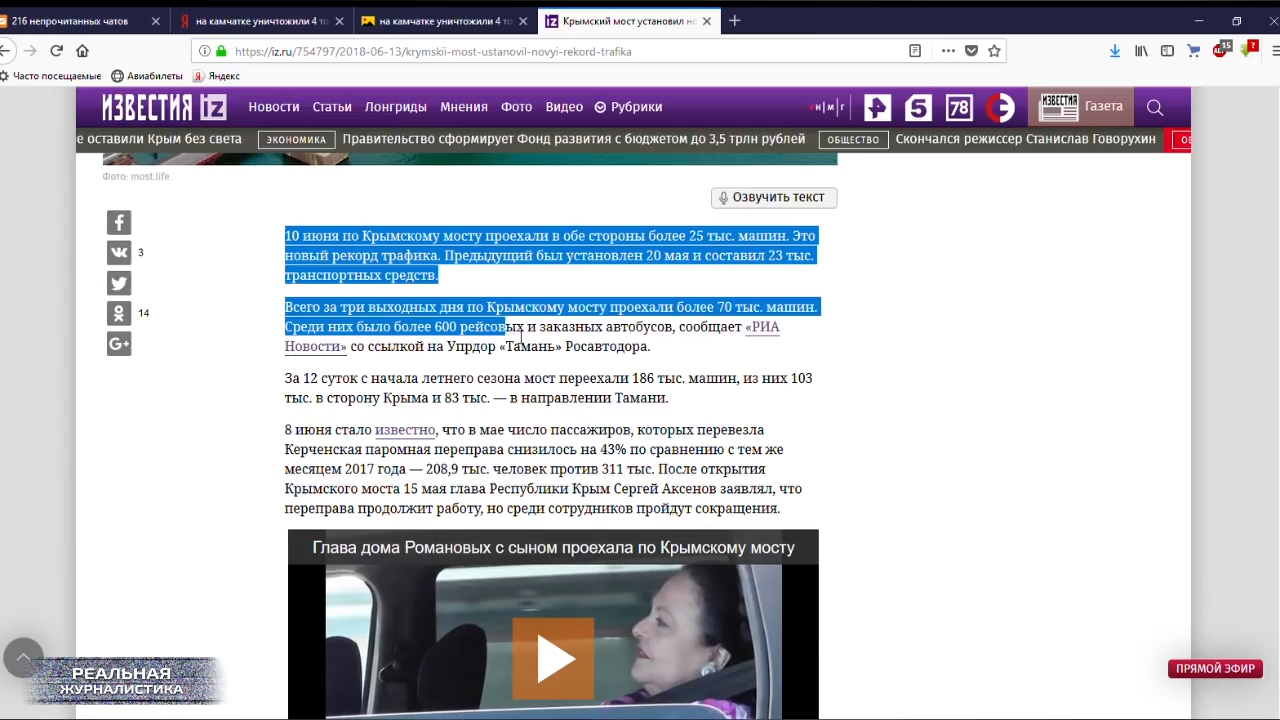 216 непрочитанных чатов
на камчатке уничтожили 4 то
на камчатке уничтожили 4 то
Крымский мост установил но
https://iz.ru/754797/2018-06-13/krymskii-most-ustanovil-novyi-rekord-trafika
15
?
Часто посещаемые
Авиабилеты
Яндекс
ИЗВЕСТИЯ iz
Новости Статьи Лонгриды Мнения Фото Видео Рубрики
н|м|г
5
78
ИЗВЕСТИЯ
Газета
е оставили Крым без света
ЭКОНОМИКА
Правительство сформирует Фонд развития с бюджетом до 3,5 трлн рублей
ОБЩЕСТВО
Скончался режиссер Станислав Говорухин
Фото: most.life
Озвучить текст
3
14
G+
10 июня по Крымскому мосту проехали в обе стороны более 25 тыс. машин. Это
новый рекорд трафика. Предыдущий был установлен 20 мая и составил 23 тыс.
транспортных средств.
Всего за три выходных дня по Крымскому мосту проехали более 70 тыс. машин.
Среди них было более 600 рейсовых и заказных автобусов, сообщает «РИА
Новости» со ссылкой на Упрдор «Тамань» Росавтодора.
За 12 суток с начала летнего сезона мост переехали 186 тыс. машин, из них 103
тыс. в сторону Крыма и 83 тыс. — в направлении Тамани.
8 июня стало известно, что в мае число пассажиров, которых перевезла
Керченская паромная переправа снизилось на 43% по сравнению с тем же
месяцем 2017 года — 208,9 тыс. человек против 311 тыс. После открытия
Крымского моста 15 мая глава Республики Крым Сергей Аксенов заявлял, что
переправа продолжит работу, но среди сотрудников пройдут сокращения.
Глава дома Романовых с сыном проехала по Крымскому мосту
РЕАЛЬНАЯ
ЖУРНАЛИСТИКА
ПРЯМОЙ ЭФИР